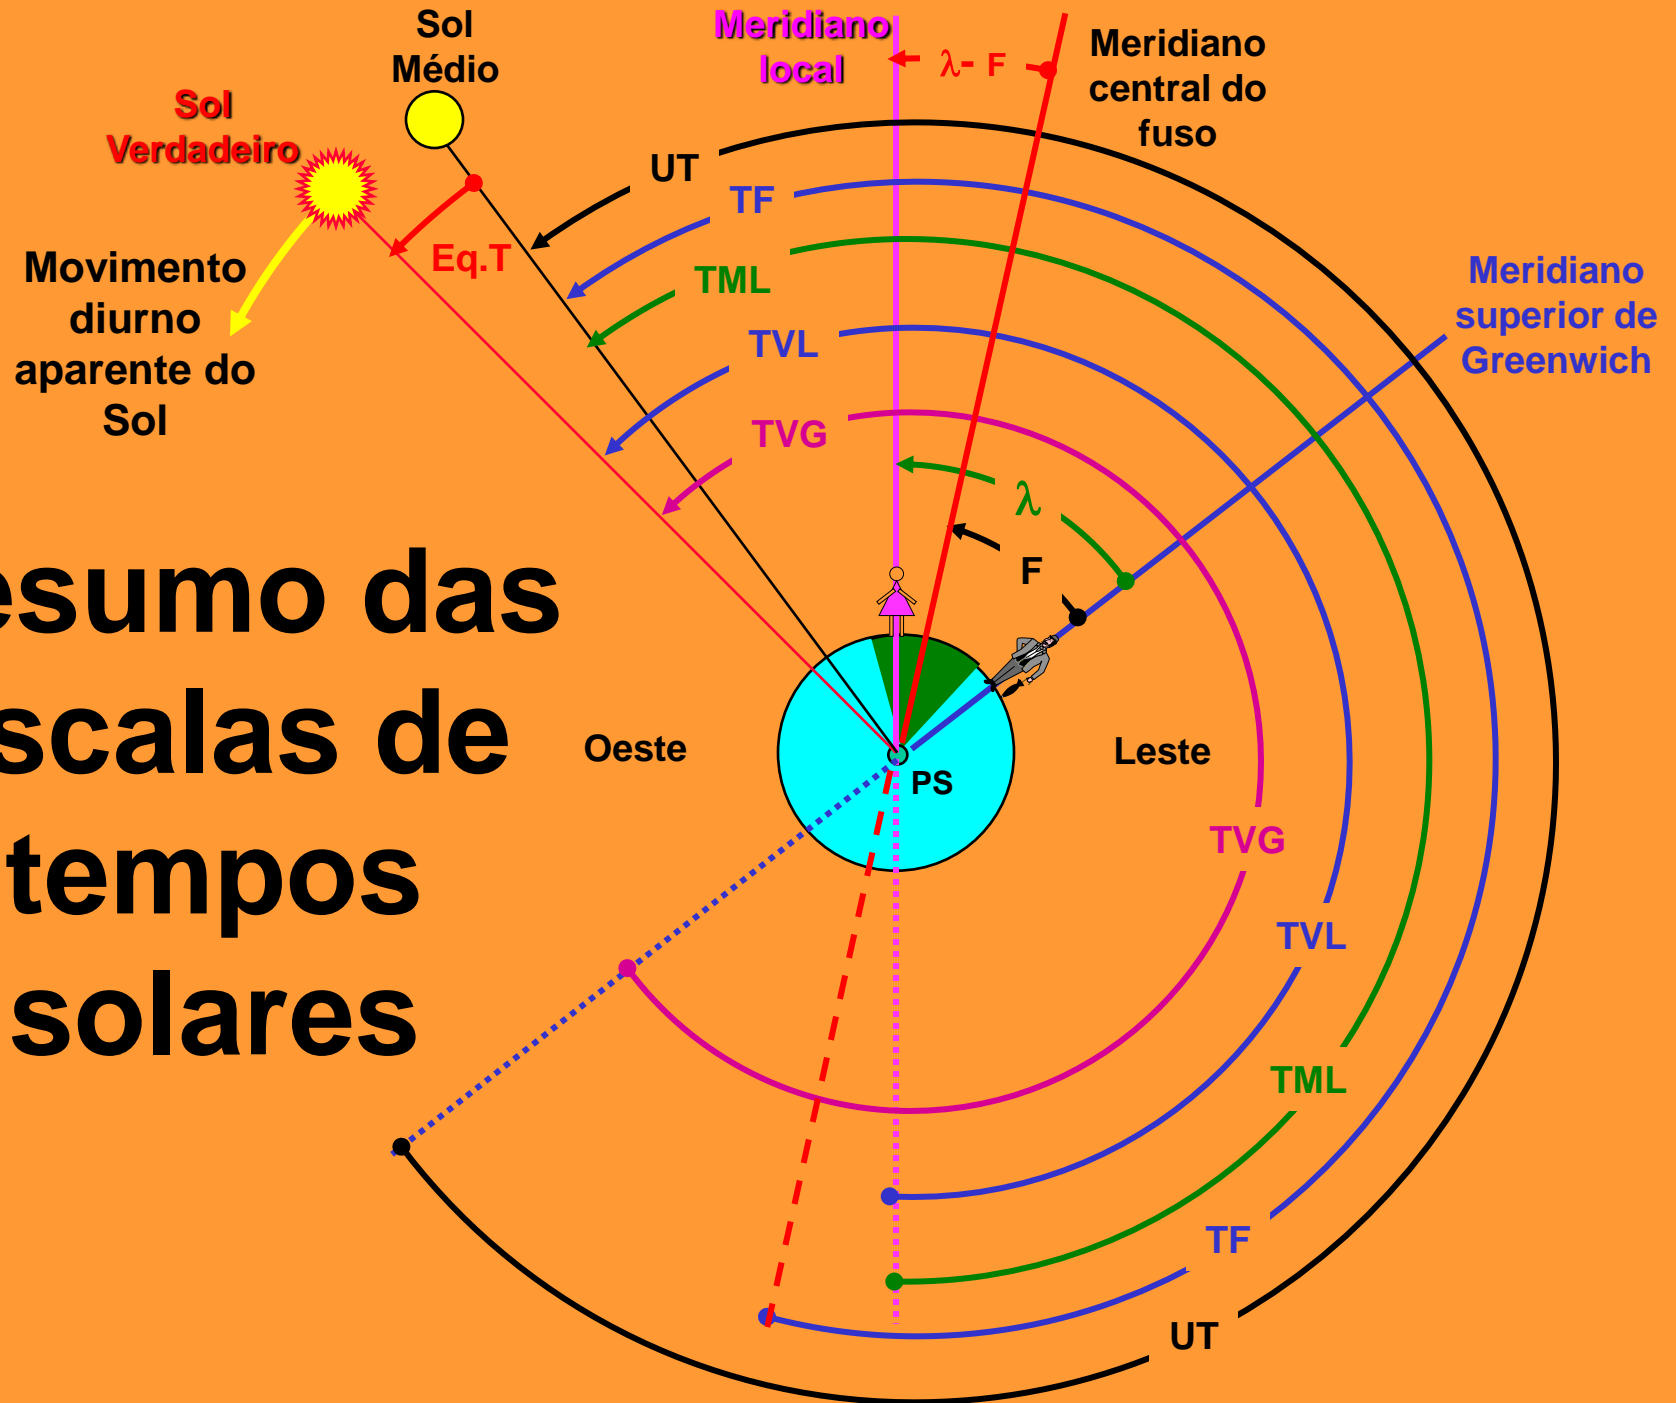 Sol
Médio
Meridiano
local
λ- F
Meridiano
central do
fuso
Sol
Verdadeiro
UT
TF
Eq.T
TML
Movimento
diurno
aparente do
Sol
Meridiano
superior de
Greenwich
TVL
TVG
λ
F
esumo das
scalas de
tempos
solares
Oeste
Leste
PS
TVG
TVL
TML
TF
UT